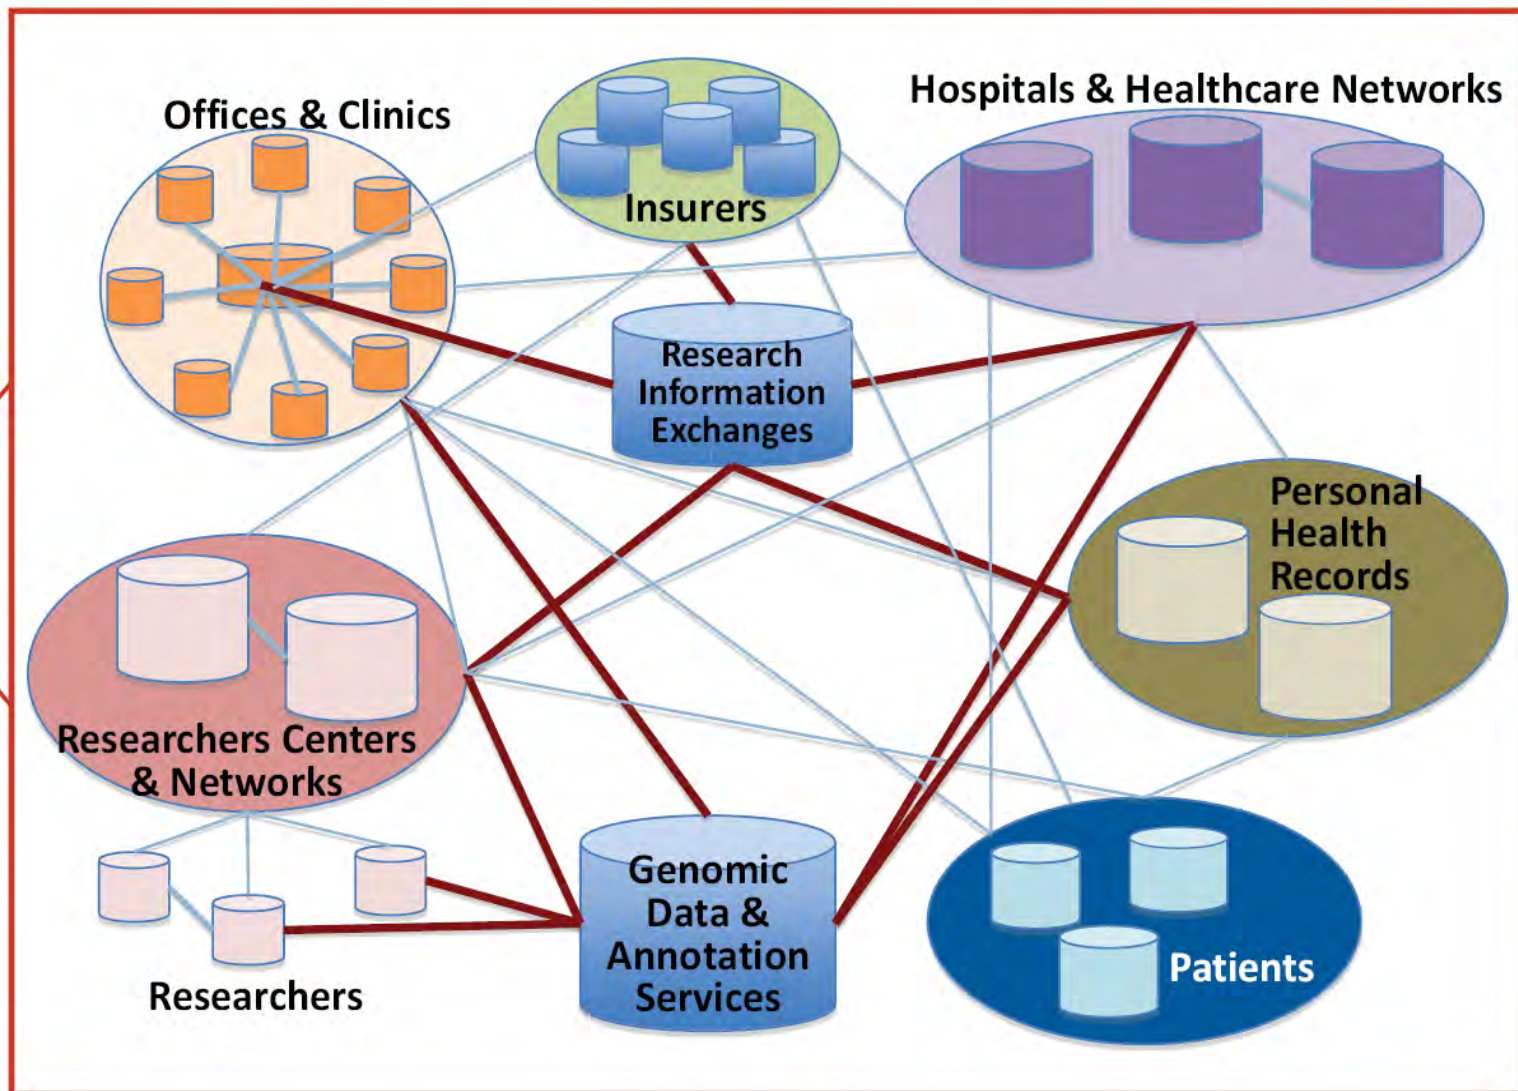 Offices & Clinics
Insurers
Hospitals & Healthcare Networks
Research
Information
Exchanges
Personal
Health
Records
Researchers Centers
& Networks
Researchers
Genomic
Data &
Annotation
Services
Patients